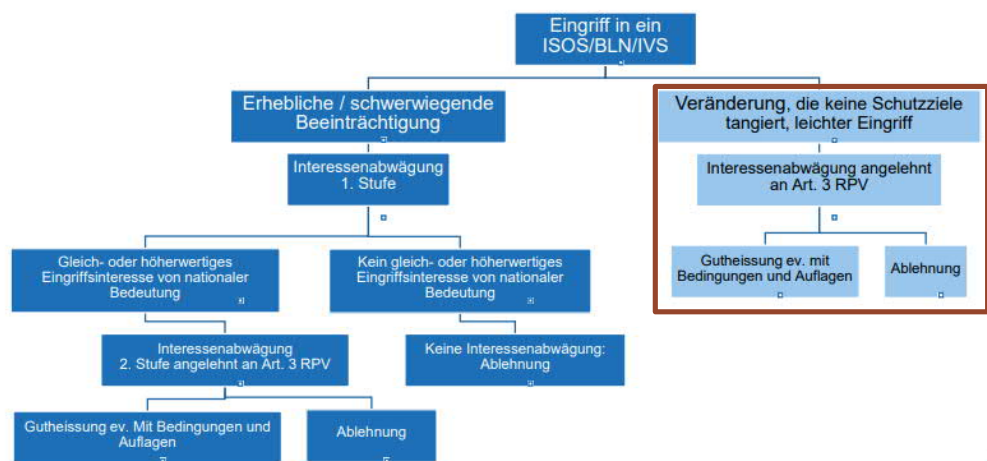 Eingriff in ein
ISOS/BLN/IVS
Erhebliche / schwerwiegende
Beeinträchtigung
Veränderung, die keine Schutzziele
tangiert, leichter Eingriff
Interessenabwägung
1. Stufe
Interessenabwägung angelehnt
an Art. 3 RPV
Gleich- oder höherwertiges
Eingriffsinteresse von nationaler
Bedeutung
Kein gleich- oder höherwertiges
Eingriffsinteresse von nationaler
Bedeutung
Gutheissung ev. mit
Bedingungen und Auflagen
Ablehnung
Interessenabwägung
2. Stufe angelehnt an Art. 3 RPV
Keine Interessenabwägung:
Ablehnung
Gutheissung ev. Mit Bedingungen und
Auflagen
Ablehnung